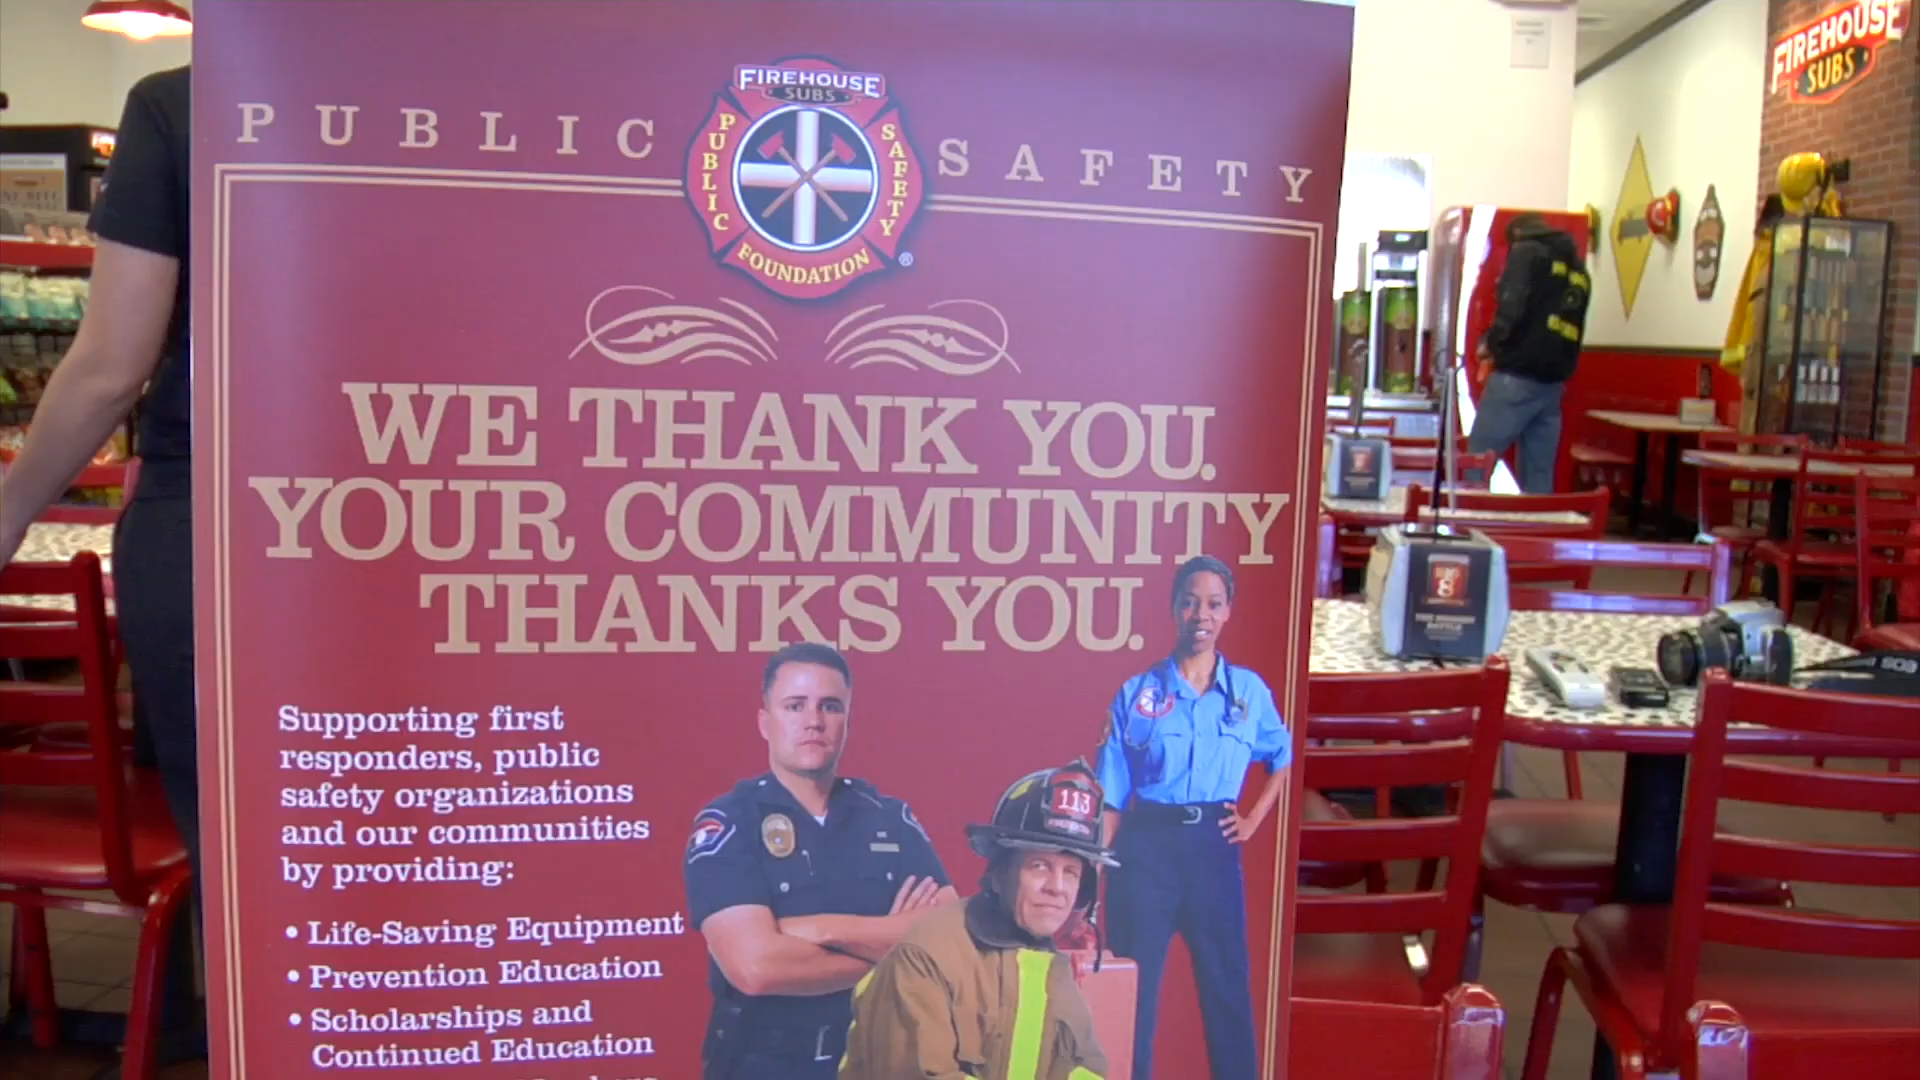 FIREHOUSE
SUBS
PUBLIC SAFETY
PUBLIC
SAFETY
FOUNDATION
®
WE THANK YOU.
YOUR COMMUNITY
THANKS YOU.
Supporting first
responders, public
safety organizations
and our communities
by providing:
• Life-Saving Equipment
• Prevention Education
• Scholarships and
Continued Education
113
FIREHOUSE
SUBS
EOS